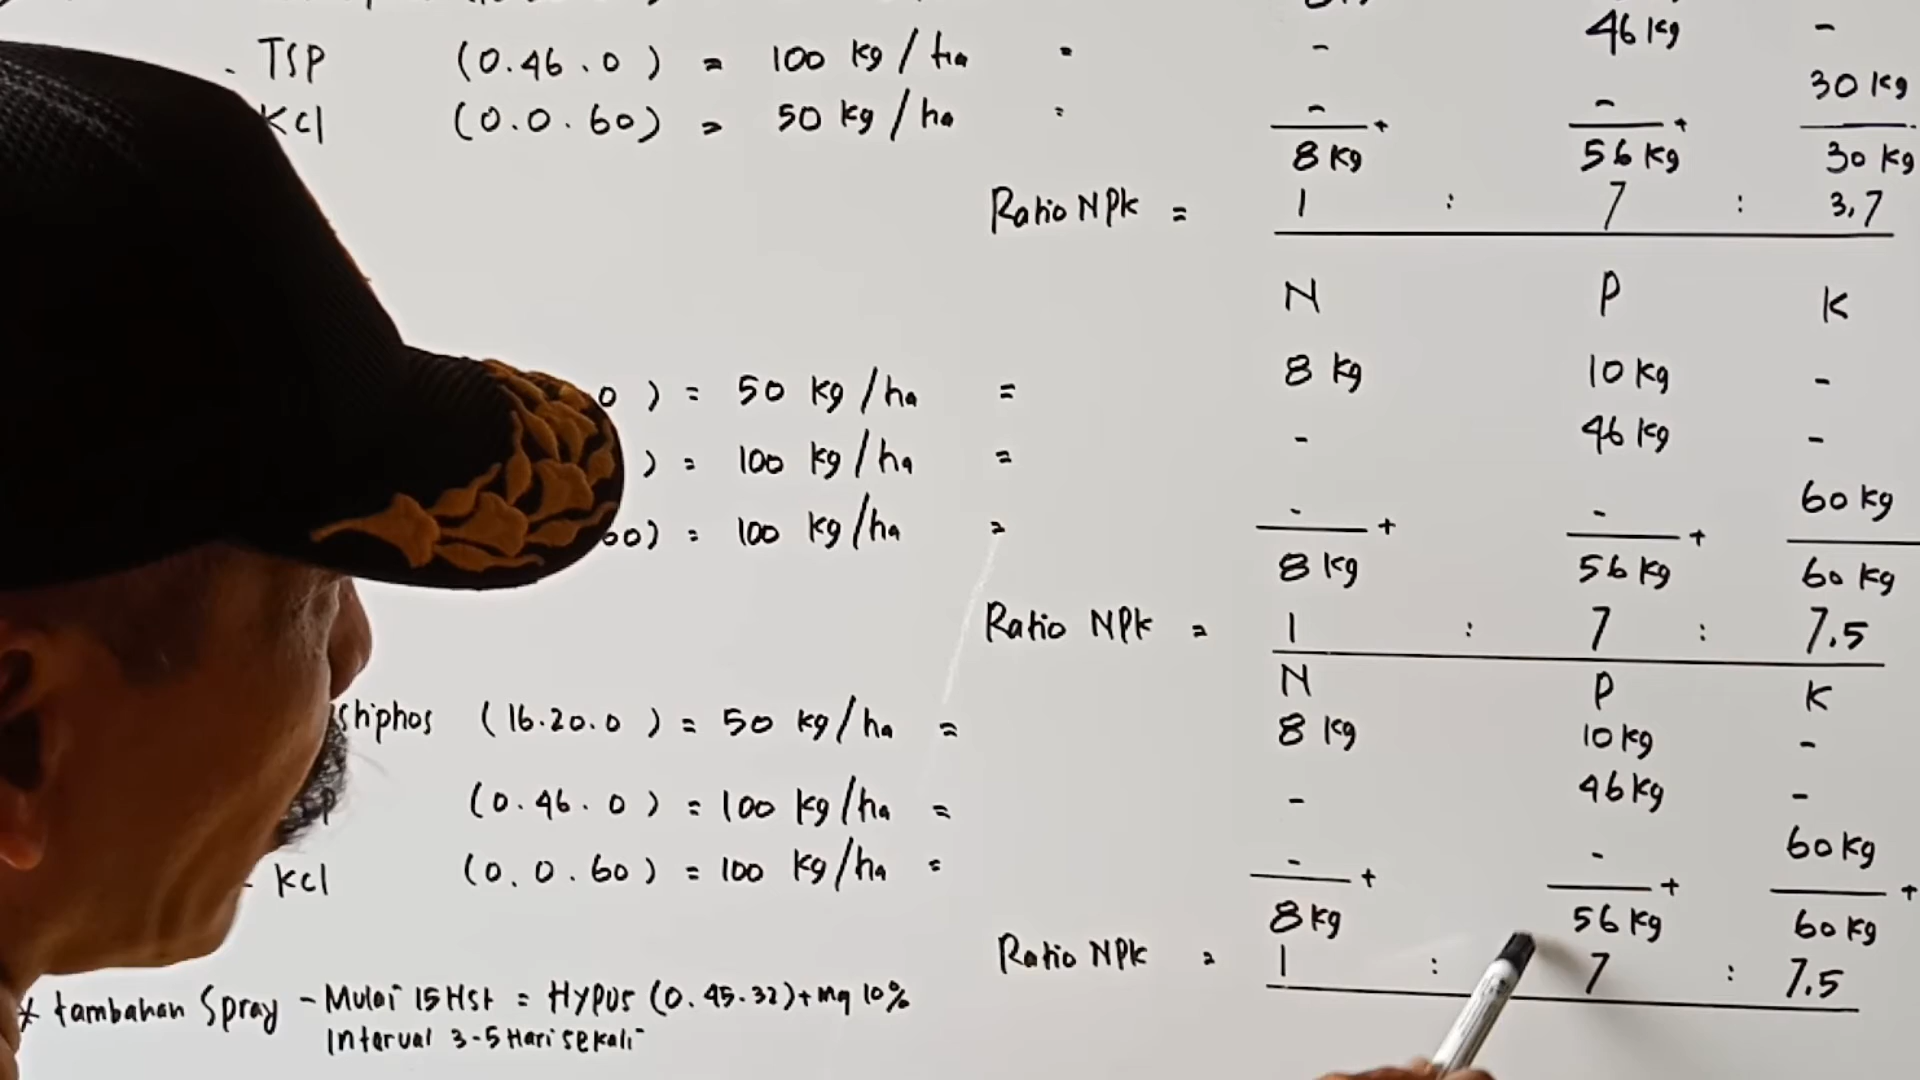 - TSP (0.46.0) = 100 kg/ha = - 46 kg -
Kcl (0.0.60) = 50 kg/ha = - - 30 kg
+ +
8 kg 56 kg 30 kg
Ratio NPK = 1 : 7 : 3,7
N P K
0 ) = 50 kg/ha = 8 kg 10 kg -
) = 100 kg/ha = - 46 kg -
60) = 100 kg/ha = - - 60 kg
+ +
8 kg 56 kg 60 kg
Ratio NPK = 1 : 7 : 7.5
N P K
shiphos (16.20.0) = 50 kg/ha = 8 kg 10 kg -
P (0.46.0) = 100 kg/ha = - 46 kg -
- Kcl (0.0.60) = 100 kg/ha = - - 60 kg
+ + +
8 kg 56 kg 60 kg
Ratio NPK = 1 : 7 : 7.5
* tambahan Spray - Mulai 15 Hst = Hypos (0.45.32) + Mg 10%
Interval 3-5 Hari sekali